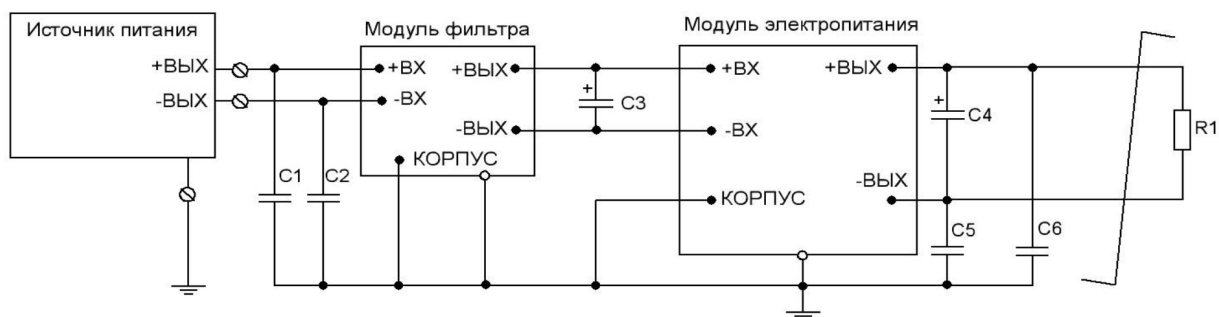 Источник питания
+ВЫХ
-ВЫХ
Модуль фильтра
+ВХ
-ВХ
+ВЫХ
-ВЫХ
КОРПУС
C1
C2
+
C3
Модуль электропитания
+ВХ
-ВХ
КОРПУС
+ВЫХ
-ВЫХ
+
C4
C5
C6
R1